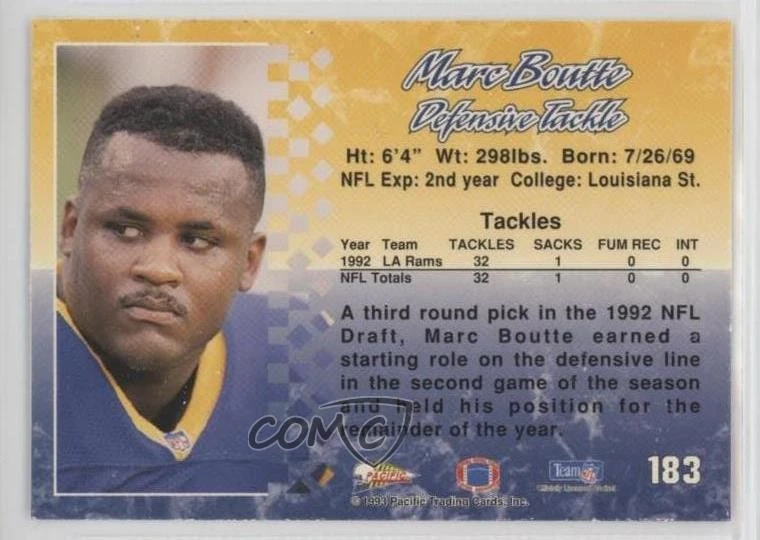 Marc Boutte
Defensive Tackle
Ht: 6'4" Wt: 298lbs. Born: 7/26/69
NFL Exp: 2nd year College: Louisiana St.
Tackles
Year Team TACKLES SACKS FUM REC INT
1992 LA Rams 32 1 0 0
NFL Totals 32 1 0 0
A third round pick in the 1992 NFL
Draft, Marc Boutte earned a
starting role on the defensive line
in the second game of the season
and held his position for the
remainder of the year.
COMC
PACIFIC
Team NFL
183
© 1993 Pacific Trading Cards, Inc.